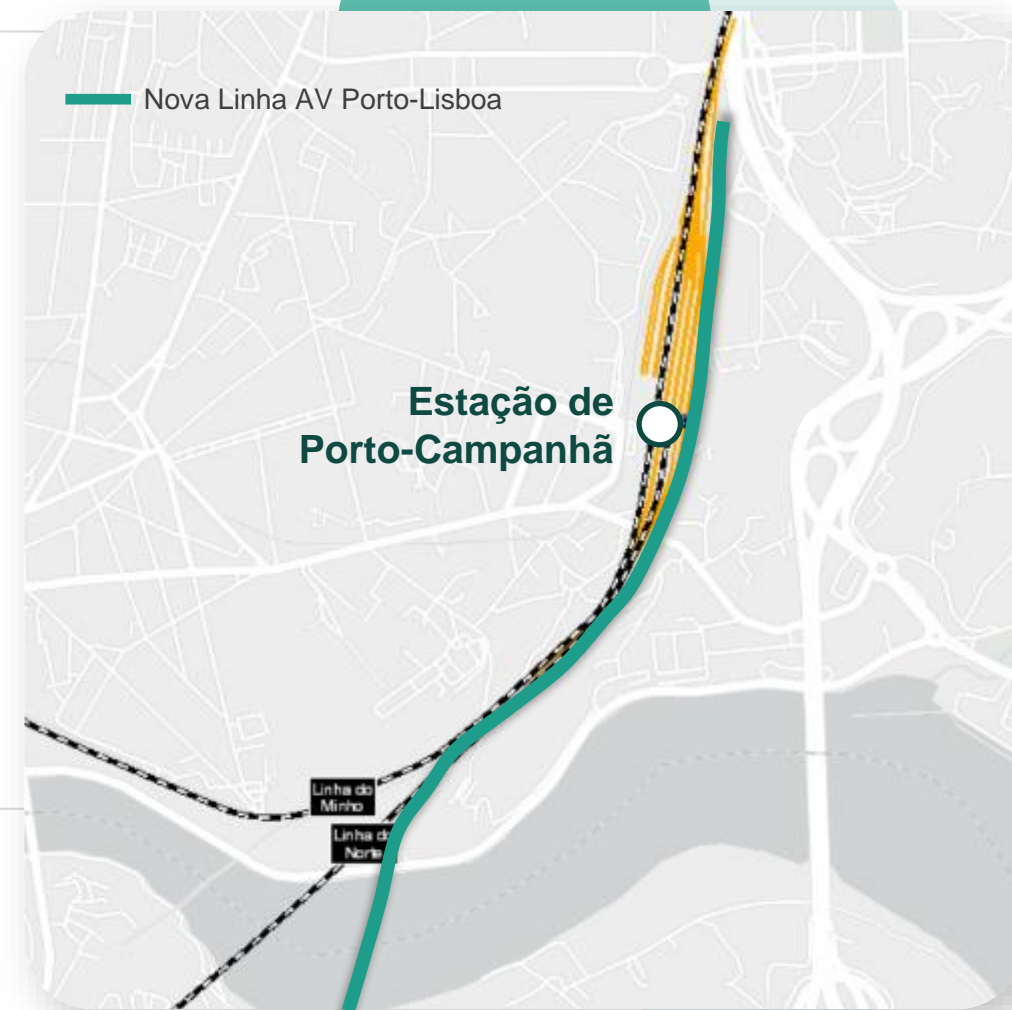 Nova Linha AV Porto-Lisboa
Estação de
Porto-Campanhã
Linha do
Minho
Linha do
Norte